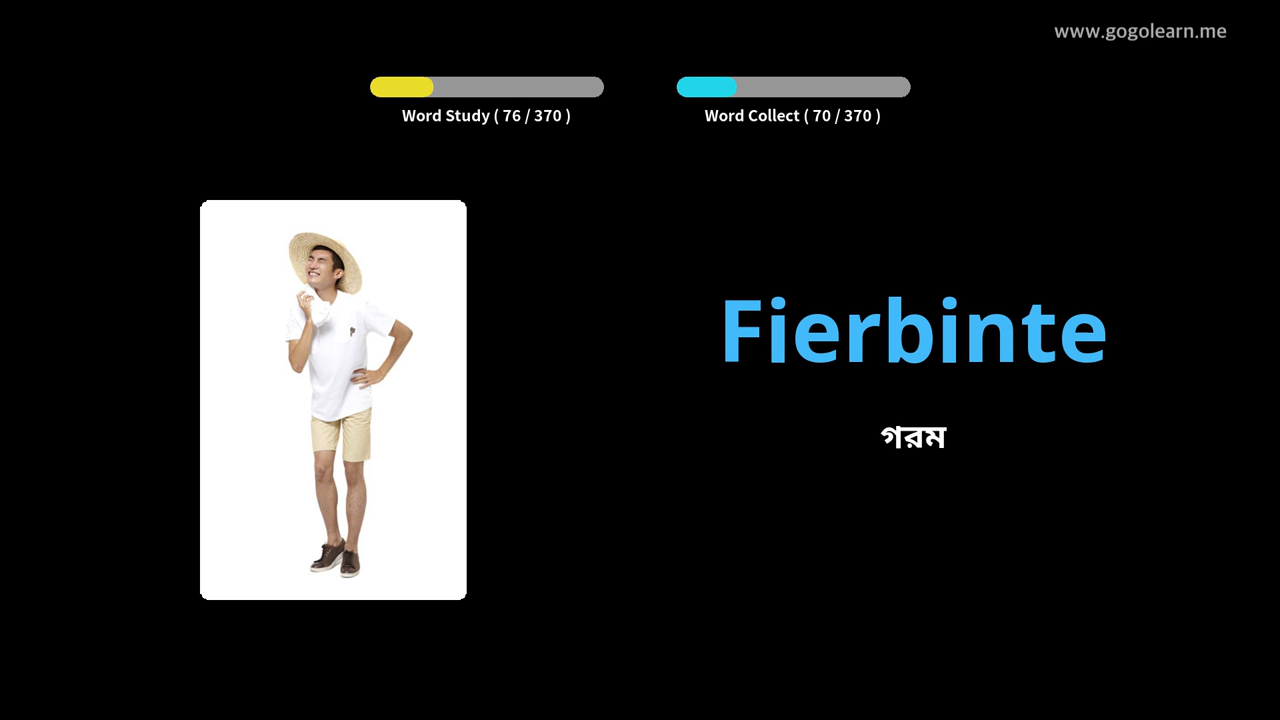 www.gogolearn.me
Word Study ( 76 / 370 )
Word Collect ( 70 / 370 )
Fierbinte
গরম